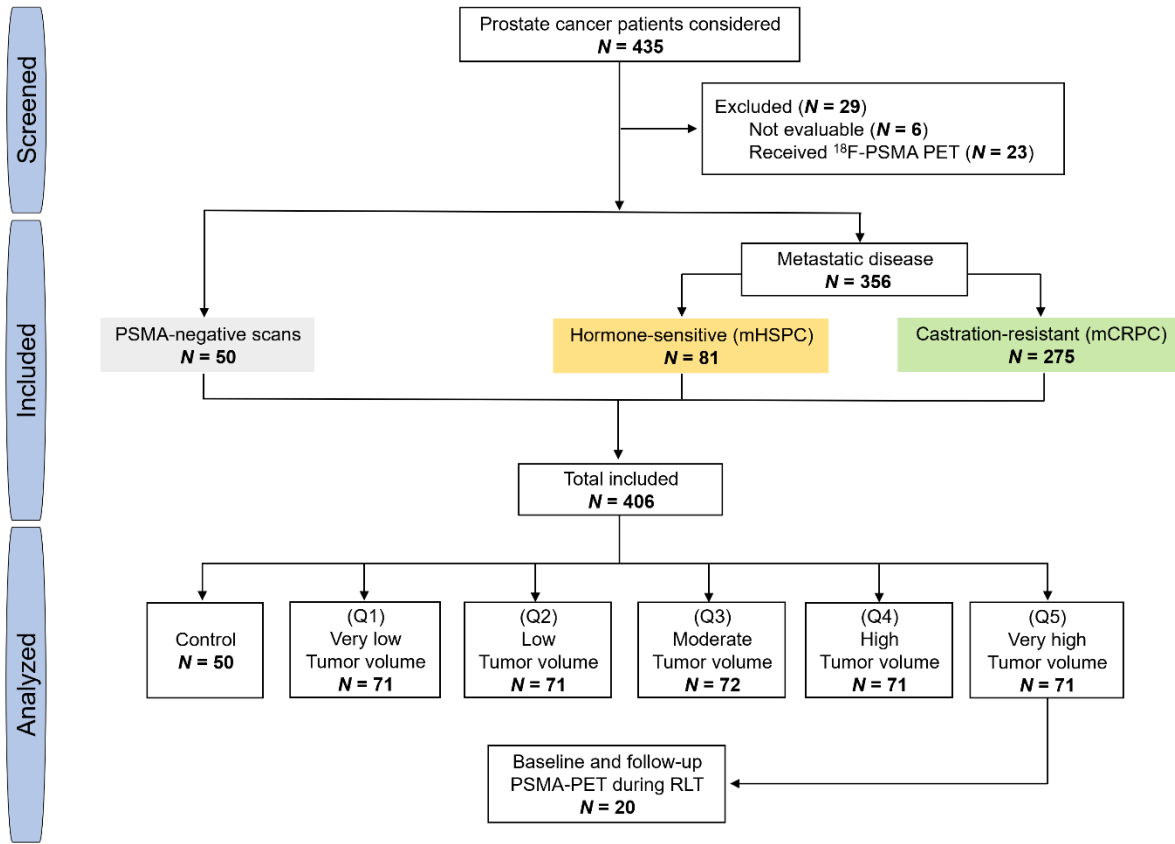 Screened
Prostate cancer patients considered
N = 435
Excluded (N = 29)
Not evaluable (N = 6)
Received ¹⁸F-PSMA PET (N = 23)
Included
Metastatic disease
N = 356
PSMA-negative scans
N = 50
Hormone-sensitive (mHSPC)
N = 81
Castration-resistant (mCRPC)
N = 275
Total included
N = 406
Analyzed
Control
N = 50
(Q1)
Very low
Tumor volume
N = 71
(Q2)
Low
Tumor volume
N = 71
(Q3)
Moderate
Tumor volume
N = 72
(Q4)
High
Tumor volume
N = 71
(Q5)
Very high
Tumor volume
N = 71
Baseline and follow-up
PSMA-PET during RLT
N = 20